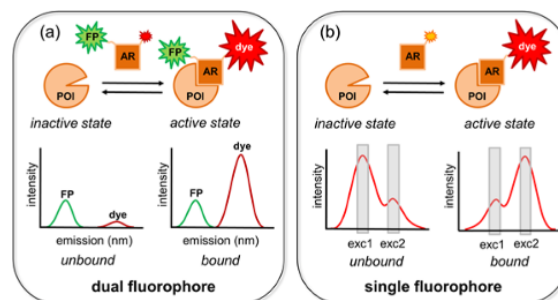 (a)
FP
AR
dye
FP
AR
POI
POI
inactive state
active state
intensity
FP
dye
emission (nm)
unbound
FP
dye
emission (nm)
bound
dual fluorophore
(b)
AR
dye
AR
POI
POI
inactive state
active state
intensity
exc1
exc2
unbound
intensity
exc1
exc2
bound
single fluorophore